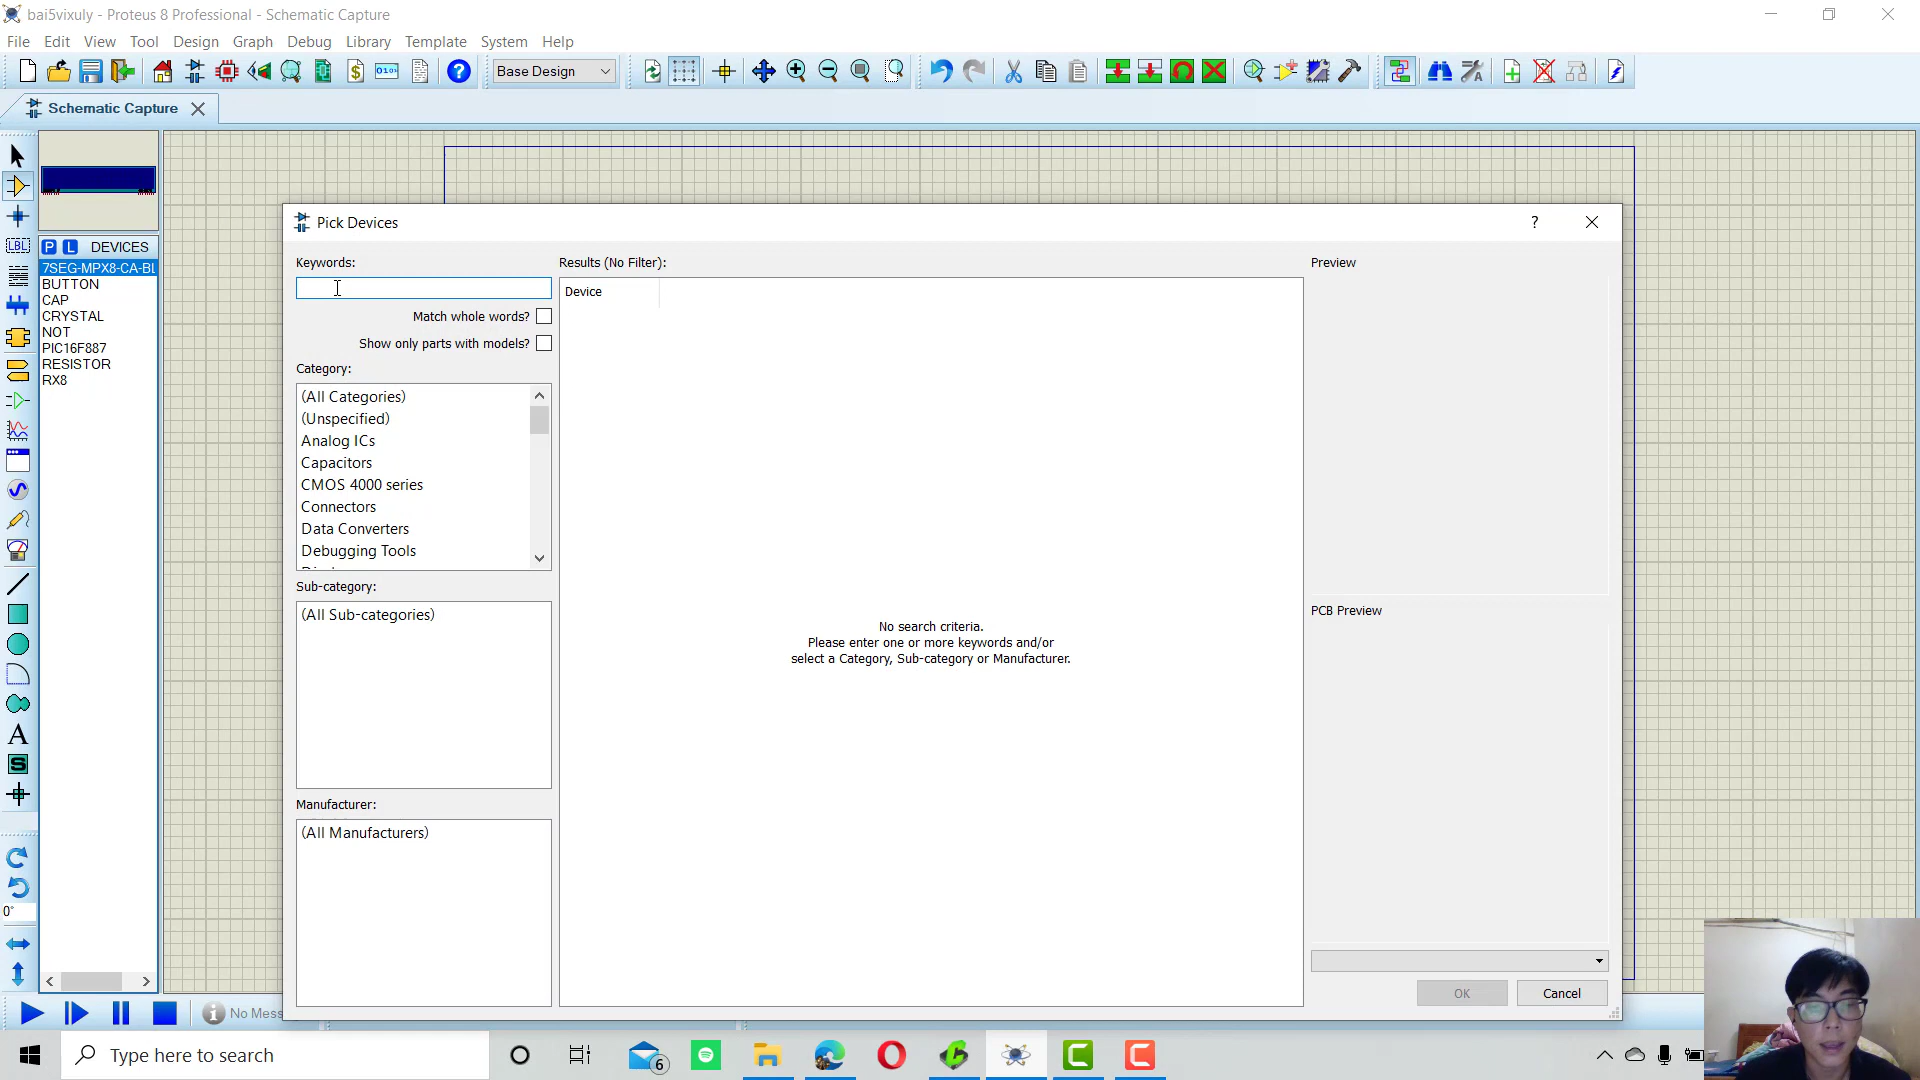 bai5vixuly - Proteus 8 Professional - Schematic Capture
File Edit View Tool Design Graph Debug Library Template System Help
Base Design
Schematic Capture
P L DEVICES
7SEG-MPX8-CA-BL
BUTTON
CAP
CRYSTAL
NOT
PIC16F887
RESISTOR
RX8
LBL
A
S
0°
Pick Devices
?
Keywords:
Match whole words?
Show only parts with models?
Category:
(All Categories)
(Unspecified)
Analog ICs
Capacitors
CMOS 4000 series
Connectors
Data Converters
Debugging Tools
Sub-category:
(All Sub-categories)
Manufacturer:
(All Manufacturers)
Results (No Filter):
Device
No search criteria.
Please enter one or more keywords and/or
select a Category, Sub-category or Manufacturer.
Preview
PCB Preview
OK Cancel
No Mess
Type here to search
6